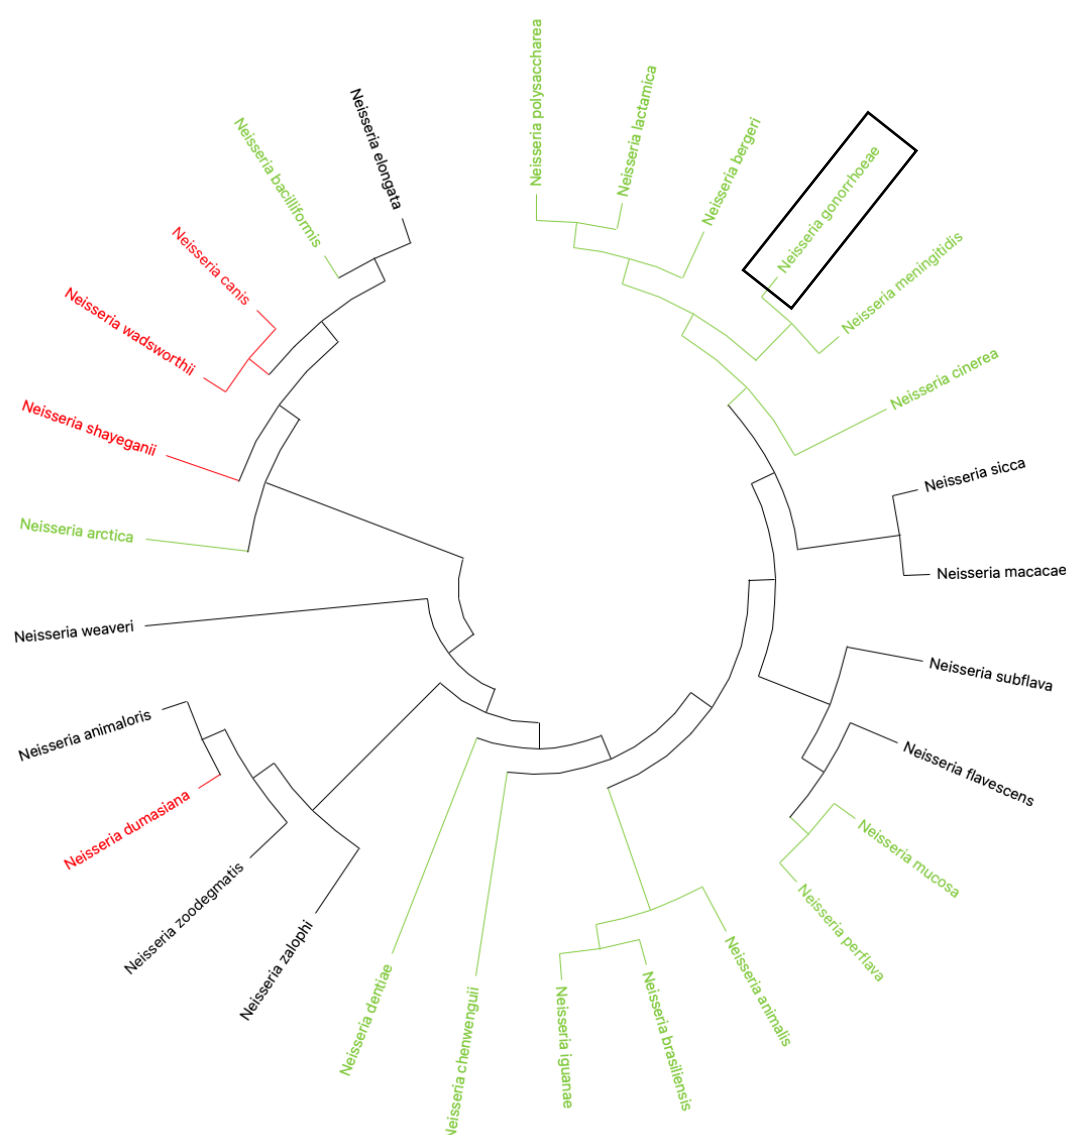 Neisseria polysaccharea
Neisseria lactamica
Neisseria bergeri
Neisseria gonorrhoeae
Neisseria meningitidis
Neisseria cinerea
Neisseria sicca
Neisseria macacae
Neisseria subflava
Neisseria flavescens
Neisseria mucosa
Neisseria perflava
Neisseria animalis
Neisseria brasiliensis
Neisseria iguanae
Neisseria chenwenguii
Neisseria dentiae
Neisseria zalophi
Neisseria zoodegmatis
Neisseria dumasiana
Neisseria animaloris
Neisseria weaveri
Neisseria arctica
Neisseria shayeganii
Neisseria wadsworthii
Neisseria canis
Neisseria bacilliformis
Neisseria elongata